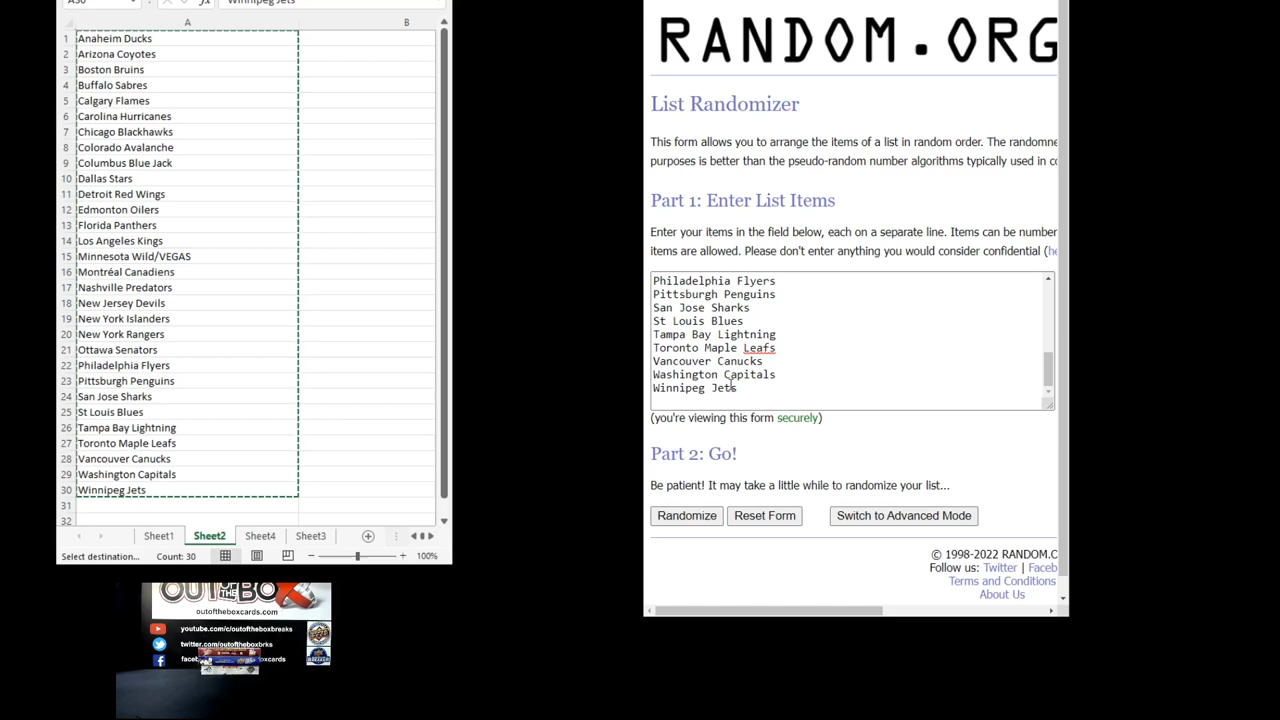 Winnipeg Jets
A
B
1 Anaheim Ducks
2 Arizona Coyotes
3 Boston Bruins
4 Buffalo Sabres
5 Calgary Flames
6 Carolina Hurricanes
7 Chicago Blackhawks
8 Colorado Avalanche
9 Columbus Blue Jack
10 Dallas Stars
11 Detroit Red Wings
12 Edmonton Oilers
13 Florida Panthers
14 Los Angeles Kings
15 Minnesota Wild/VEGAS
16 Montréal Canadiens
17 Nashville Predators
18 New Jersey Devils
19 New York Islanders
20 New York Rangers
21 Ottawa Senators
22 Philadelphia Flyers
23 Pittsburgh Penguins
24 San Jose Sharks
25 St Louis Blues
26 Tampa Bay Lightning
27 Toronto Maple Leafs
28 Vancouver Canucks
29 Washington Capitals
30 Winnipeg Jets
31
32
Sheet1 Sheet2 Sheet4 Sheet3
Select destination... Count: 30 100%
OUT OF THE BOX
outoftheboxcards.com
youtube.com/c/outoftheboxbreaks
twitter.com/outoftheboxbrks
RANDOM.ORG
List Randomizer
This form allows you to arrange the items of a list in random order. The randomne
purposes is better than the pseudo-random number algorithms typically used in co
Part 1: Enter List Items
Enter your items in the field below, each on a separate line. Items can be number
items are allowed. Please don't enter anything you would consider confidential (he
Philadelphia Flyers
Pittsburgh Penguins
San Jose Sharks
St Louis Blues
Tampa Bay Lightning
Toronto Maple Leafs
Vancouver Canucks
Washington Capitals
Winnipeg Jets
(you're viewing this form securely)
Part 2: Go!
Be patient! It may take a little while to randomize your list...
Randomize Reset Form Switch to Advanced Mode
© 1998-2022 RANDOM.O
Follow us: Twitter | Faceb
Terms and Conditions
About Us